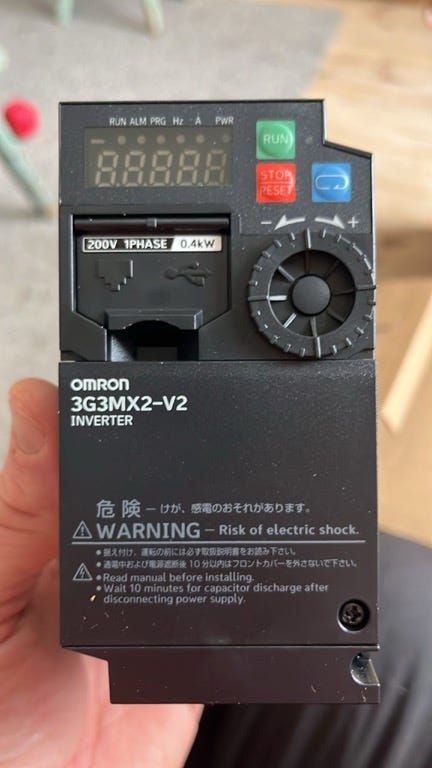 RUN ALM PRG Hz A PWR
RUN
STOP
RESET
− +
200V 1PHASE 0.4kW
OMRON
3G3MX2-V2
INVERTER
危険 — けが、感電のおそれがあります。
WARNING – Risk of electric shock.
● 据え付け、運転の前には必ず取扱説明書をお読み下さい。
● 通電中および電源遮断後10分以内はフロントカバーを外さないで下さい。
● Read manual before installing.
● Wait 10 minutes for capacitor discharge after
disconnecting power supply.